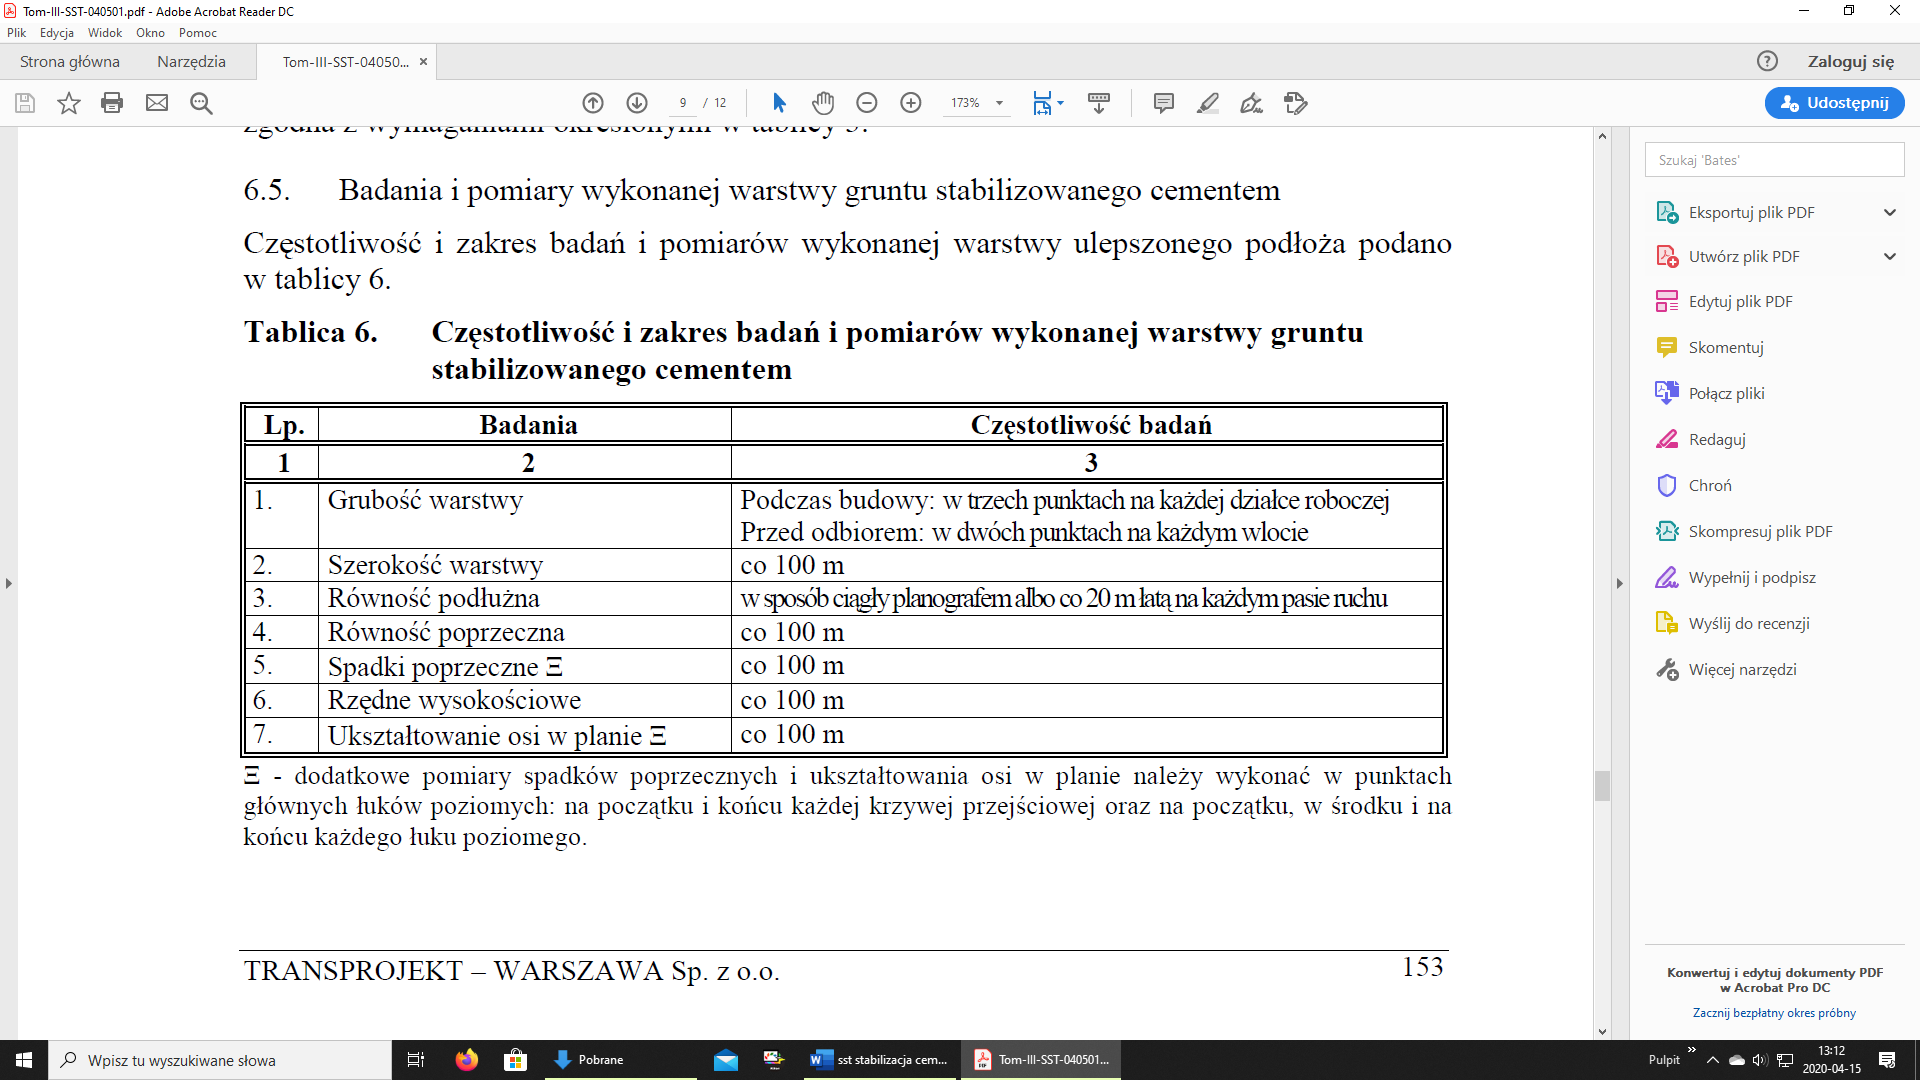 Tom-III-SST-040501.pdf - Adobe Acrobat Reader DC
Plik Edycja Widok Okno Pomoc
Strona główna Narzędzia Tom-III-SST-04050... × Zaloguj się
9 / 12 173% Udostępnij
zgodna z wymaganiami określonymi w tablicy 5.
6.5. Badania i pomiary wykonanej warstwy gruntu stabilizowanego cementem
Częstotliwość i zakres badań i pomiarów wykonanej warstwy ulepszonego podłoża podano
w tablicy 6.
Tablica 6. Częstotliwość i zakres badań i pomiarów wykonanej warstwy gruntu
stabilizowanego cementem
Lp. Badania Częstotliwość badań
1 2 3
1. Grubość warstwy Podczas budowy: w trzech punktach na każdej działce roboczej
Przed odbiorem: w dwóch punktach na każdym wlocie
2. Szerokość warstwy co 100 m
3. Równość podłużna w sposób ciągły planografem albo co 20 m łatą na każdym pasie ruchu
4. Równość poprzeczna co 100 m
5. Spadki poprzeczne Ξ co 100 m
6. Rzędne wysokościowe co 100 m
7. Ukształtowanie osi w planie Ξ co 100 m
Ξ - dodatkowe pomiary spadków poprzecznych i ukształtowania osi w planie należy wykonać w punktach
głównych łuków poziomych: na początku i końcu każdej krzywej przejściowej oraz na początku, w środku i na
końcu każdego łuku poziomego.
TRANSPROJEKT – WARSZAWA Sp. z o.o. 153
Szukaj 'Bates'
Eksportuj plik PDF
Utwórz plik PDF
Edytuj plik PDF
Skomentuj
Połącz pliki
Redaguj
Chroń
Skompresuj plik PDF
Wypełnij i podpisz
Wyślij do recenzji
Więcej narzędzi
Konwertuj i edytuj dokumenty PDF
w Acrobat Pro DC
Zacznij bezpłatny okres próbny
Wpisz tu wyszukiwane słowa Pobrane sst stabilizacja cem... Tom-III-SST-040501... Pulpit » 13:12
2020-04-15